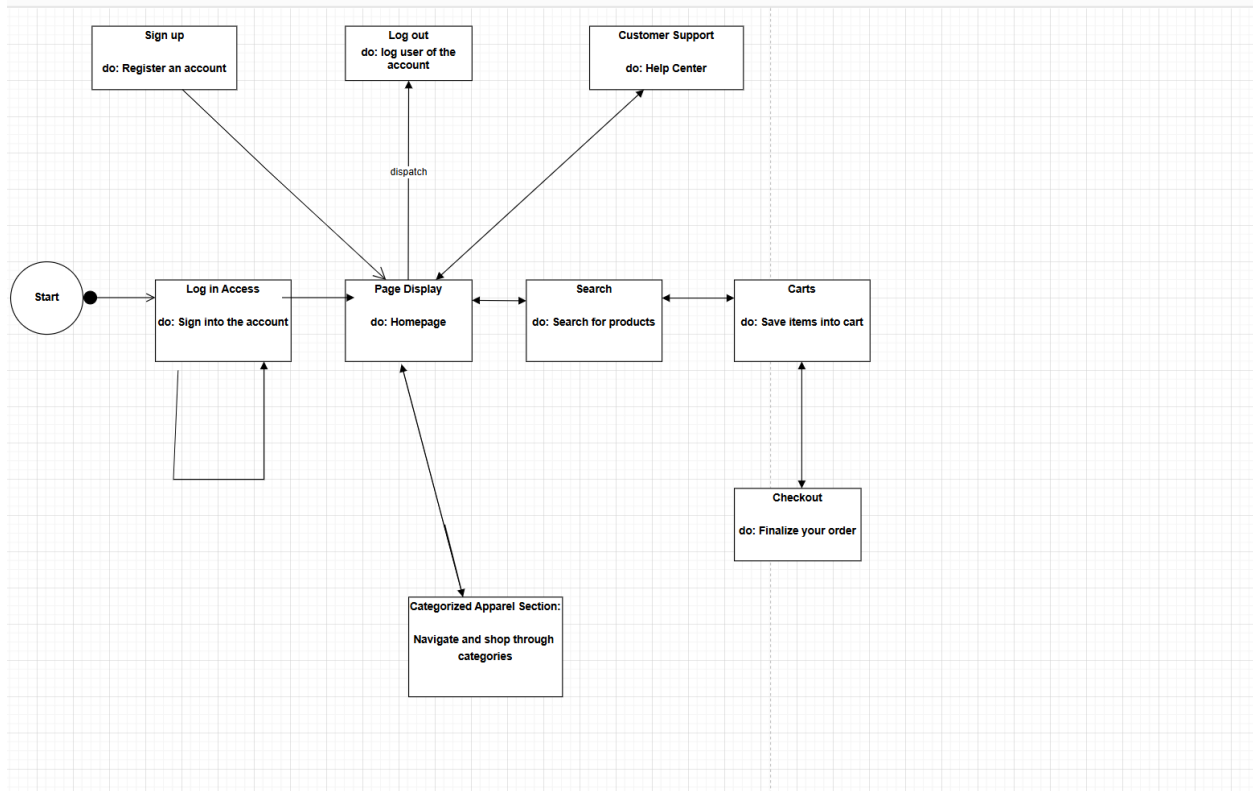 Sign up
do: Register an account
Log out
do: log user of the
account
Customer Support
do: Help Center
dispatch
Start
Log in Access
do: Sign into the account
Page Display
do: Homepage
Search
do: Search for products
Carts
do: Save items into cart
Checkout
do: Finalize your order
Categorized Apparel Section:
Navigate and shop through
categories